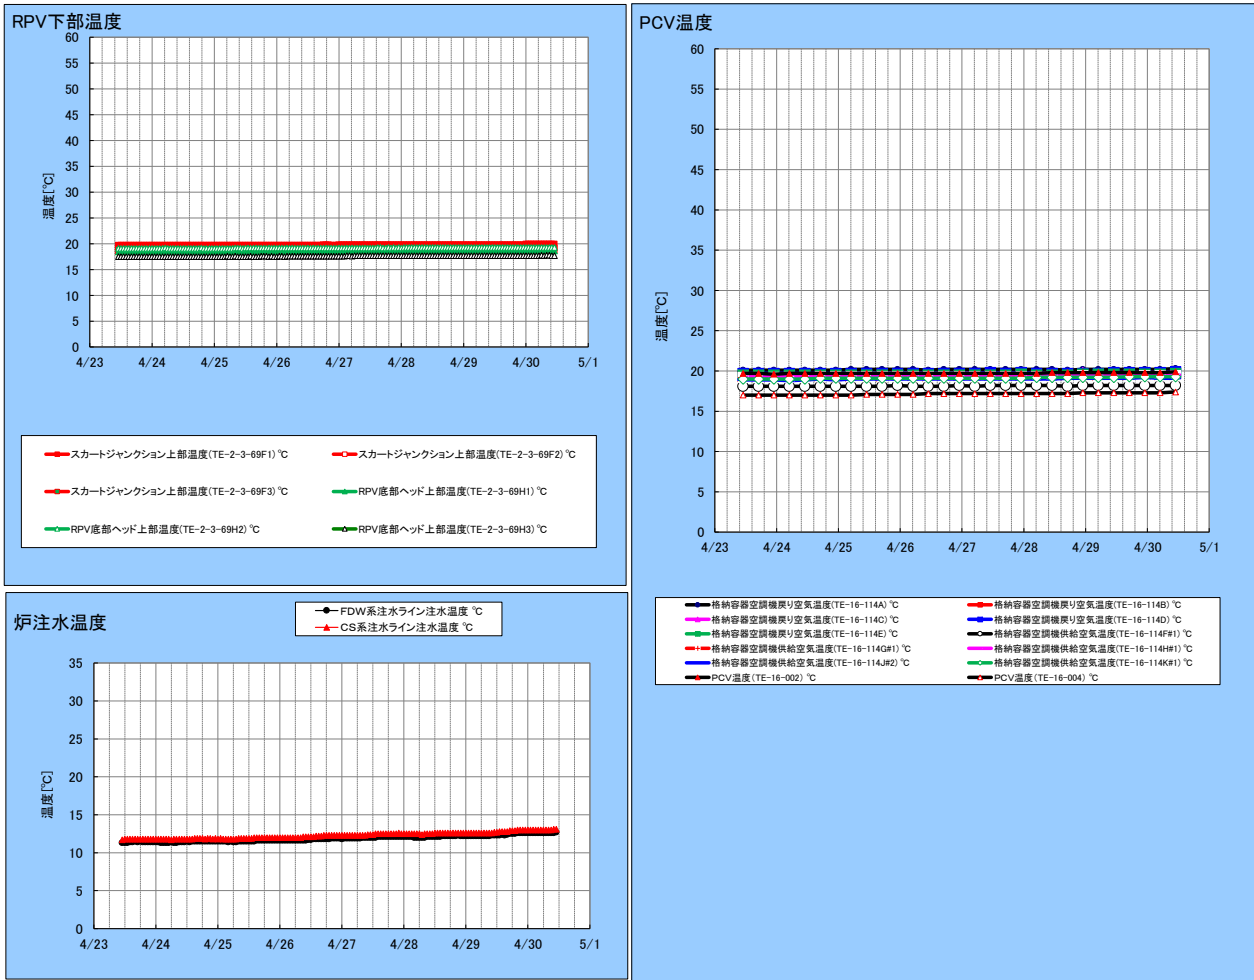 RPV下部温度
60
55
50
45
40
35
30
25
20
15
10
5
0
温度[℃]
4/23 4/24 4/25 4/26 4/27 4/28 4/29 4/30 5/1
スカートジャンクション上部温度(TE-2-3-69F1) ℃ スカートジャンクション上部温度(TE-2-3-69F2) ℃
スカートジャンクション上部温度(TE-2-3-69F3) ℃ RPV底部ヘッド上部温度(TE-2-3-69H1) ℃
RPV底部ヘッド上部温度(TE-2-3-69H2) ℃ RPV底部ヘッド上部温度(TE-2-3-69H3) ℃
炉注水温度
FDW系注水ライン注水温度 ℃
CS系注水ライン注水温度 ℃
35
30
25
20
15
10
5
0
温度[℃]
4/23 4/24 4/25 4/26 4/27 4/28 4/29 4/30 5/1
PCV温度
60
55
50
45
40
35
30
25
20
15
10
5
0
温度[℃]
4/23 4/24 4/25 4/26 4/27 4/28 4/29 4/30 5/1
格納容器空調機戻り空気温度(TE-16-114A) ℃ 格納容器空調機戻り空気温度(TE-16-114B) ℃
格納容器空調機戻り空気温度(TE-16-114C) ℃ 格納容器空調機戻り空気温度(TE-16-114D) ℃
格納容器空調機戻り空気温度(TE-16-114E) ℃ 格納容器空調機供給空気温度(TE-16-114F#1) ℃
格納容器空調機供給空気温度(TE-16-114G#1) ℃ 格納容器空調機供給空気温度(TE-16-114H#1) ℃
格納容器空調機供給空気温度(TE-16-114J#2) ℃ 格納容器空調機供給空気温度(TE-16-114K#1) ℃
PCV温度(TE-16-002) ℃ PCV温度(TE-16-004) ℃